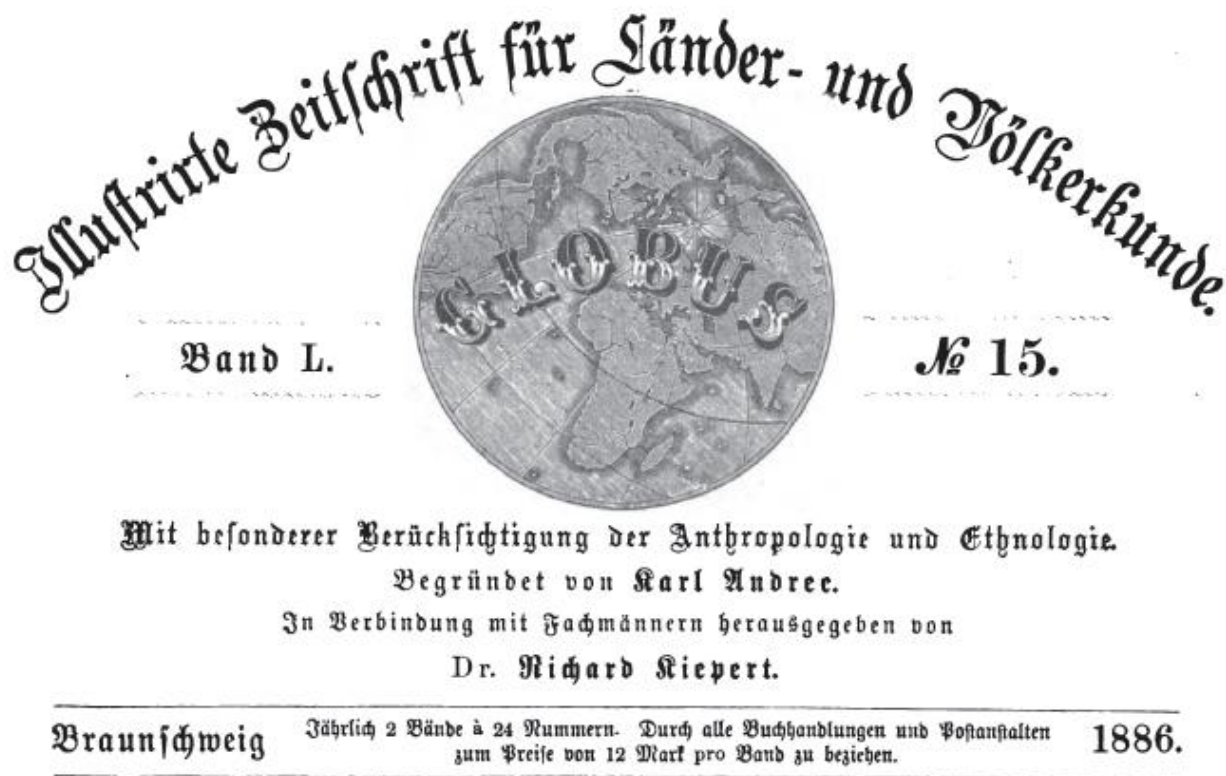 Illustrirte Zeitschrift für Länder- und Völkerkunde.
GLOBUS
Band L.
№ 15.
Mit besonderer Berücksichtigung der Anthropologie und Ethnologie.
Begründet von Karl Andree.
In Verbindung mit Fachmännern herausgegeben von
Dr. Richard Kiepert.
Braunschweig
Jährlich 2 Bände à 24 Nummern. Durch alle Buchhandlungen und Postanstalten
zum Preise von 12 Mark pro Band zu beziehen.
1886.